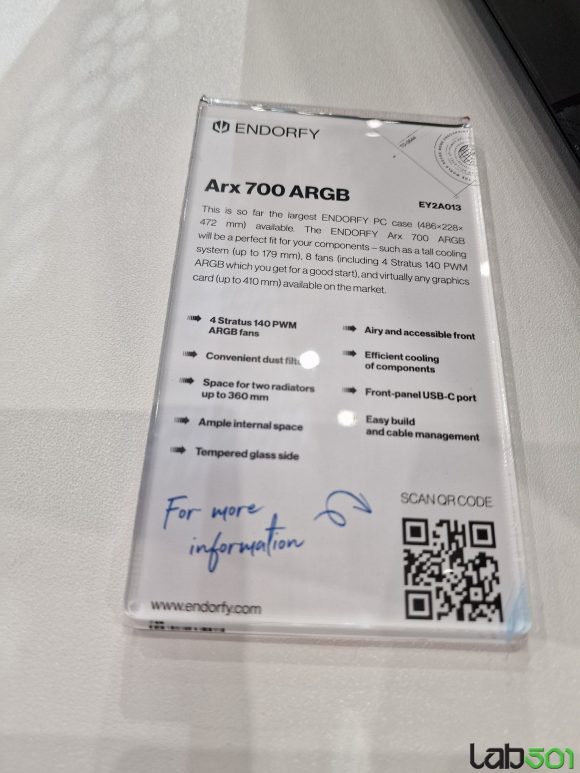 ENDORFY
Arx 700 ARGB
EY2A013
This is so far the largest ENDORFY PC case (486×228×
472 mm) available. The ENDORFY Arx 700 ARGB
will be a perfect fit for your components – such as a tall cooling
system (up to 179 mm), 8 fans (including 4 Stratus 140 PWM
ARGB which you get for a good start), and virtually any graphics
card (up to 410 mm) available on the market.
4 Stratus 140 PWM
ARGB fans
Convenient dust
Space for two radiators
up to 360 mm
Ample internal space
Tempered glass side
Airy and accessible front
Efficient cooling
of components
Front-panel USB-C port
Easy build
and cable management
For more
information
SCAN QR CODE
www.endorfy.com
lab501